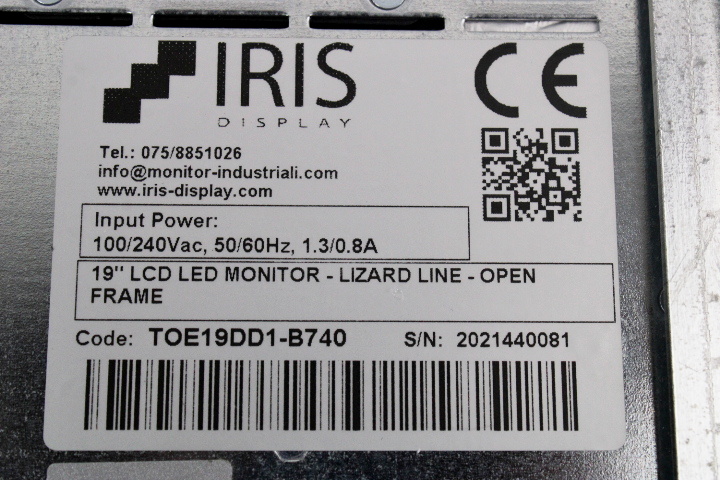 IRIS
DISPLAY
CE
Tel.: 075/8851026
info@monitor-industriali.com
www.iris-display.com
Input Power:
100/240Vac, 50/60Hz, 1.3/0.8A
19" LCD LED MONITOR - LIZARD LINE - OPEN
FRAME
Code: TOE19DD1-B740 S/N: 2021440081